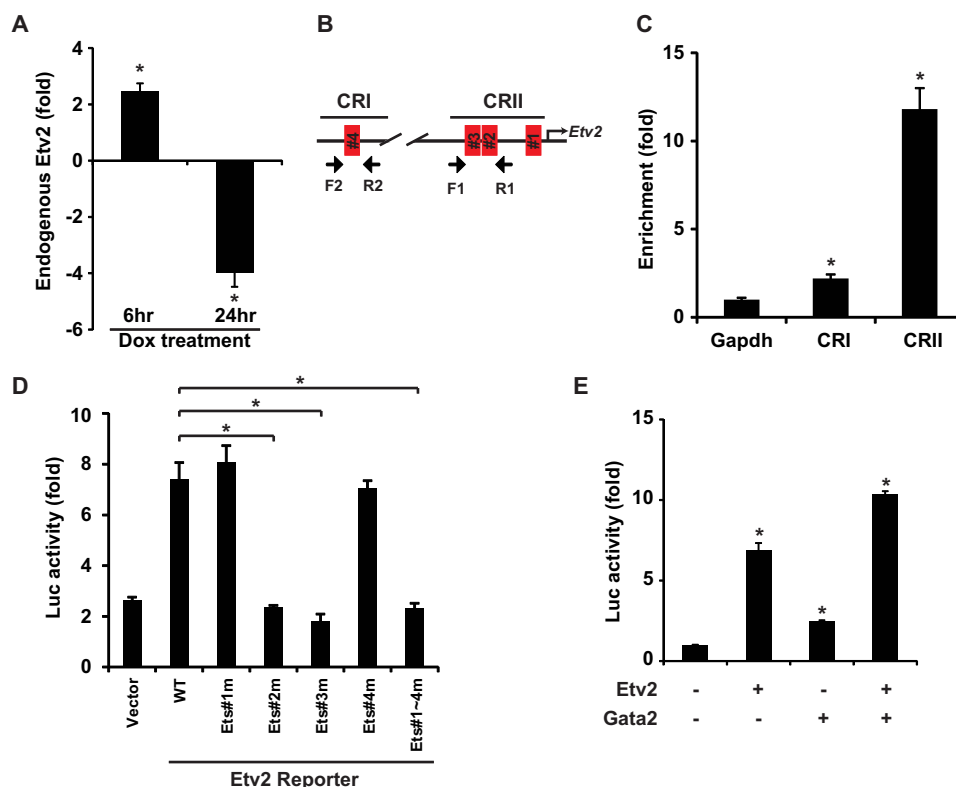 A
Endogenous Etv2 (fold)
4
2
0
-2
-4
-6
*
*
6hr 24hr
Dox treatment
B
CRI CRII
#4 #3 #2 #1 Etv2
F2 R2 F1 R1
C
Enrichment (fold)
15
10
5
0
*
*
Gapdh CRI CRII
D
Luc activity (fold)
10
8
6
4
2
0
*
*
*
Vector
WT
Ets#1m
Ets#2m
Ets#3m
Ets#4m
Ets#1~4m
Etv2 Reporter
E
Luc activity (fold)
15
10
5
0
*
*
*
Etv2 - + - +
Gata2 - - + +